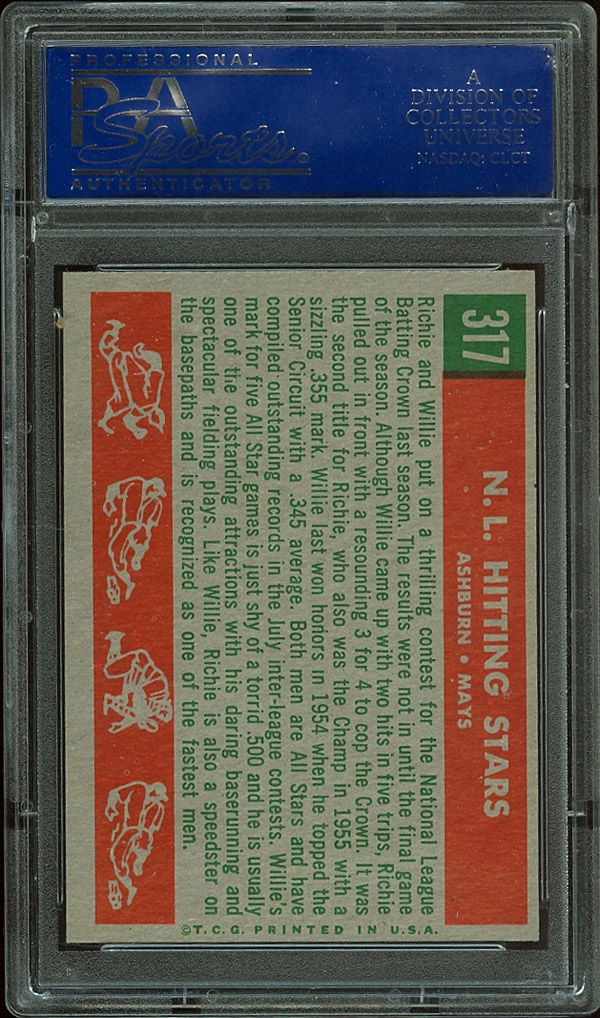 PROFESSIONAL
PSA
Sports
AUTHENTICATOR
A
DIVISION OF
COLLECTORS
UNIVERSE
NASDAQ: CLCT
317
N. L. HITTING STARS
ASHBURN • MAYS
Richie and Willie put on a thrilling contest for the National League
Batting Crown last season. The results were not in until the final game
of the season. Although Willie came up with two hits in five trips, Richie
pulled out in front with a resounding 3 for 4 to cop the Crown. It was
the second title for Richie, who also was the Champ in 1955 with a
sizzling .355 mark. Willie last won honors in 1954 when he topped the
Senior Circuit with a .345 average. Both men are All Stars and have
compiled outstanding records in the July inter-league contests. Willie's
mark for five All Star games is just shy of a torrid .500 and he is usually
one of the outstanding attractions with his daring baserunning and
spectacular fielding plays. Like Willie, Richie is also a speedster on
the basepaths and is recognized as one of the fastest men.
©T.C.G. PRINTED IN U.S.A.